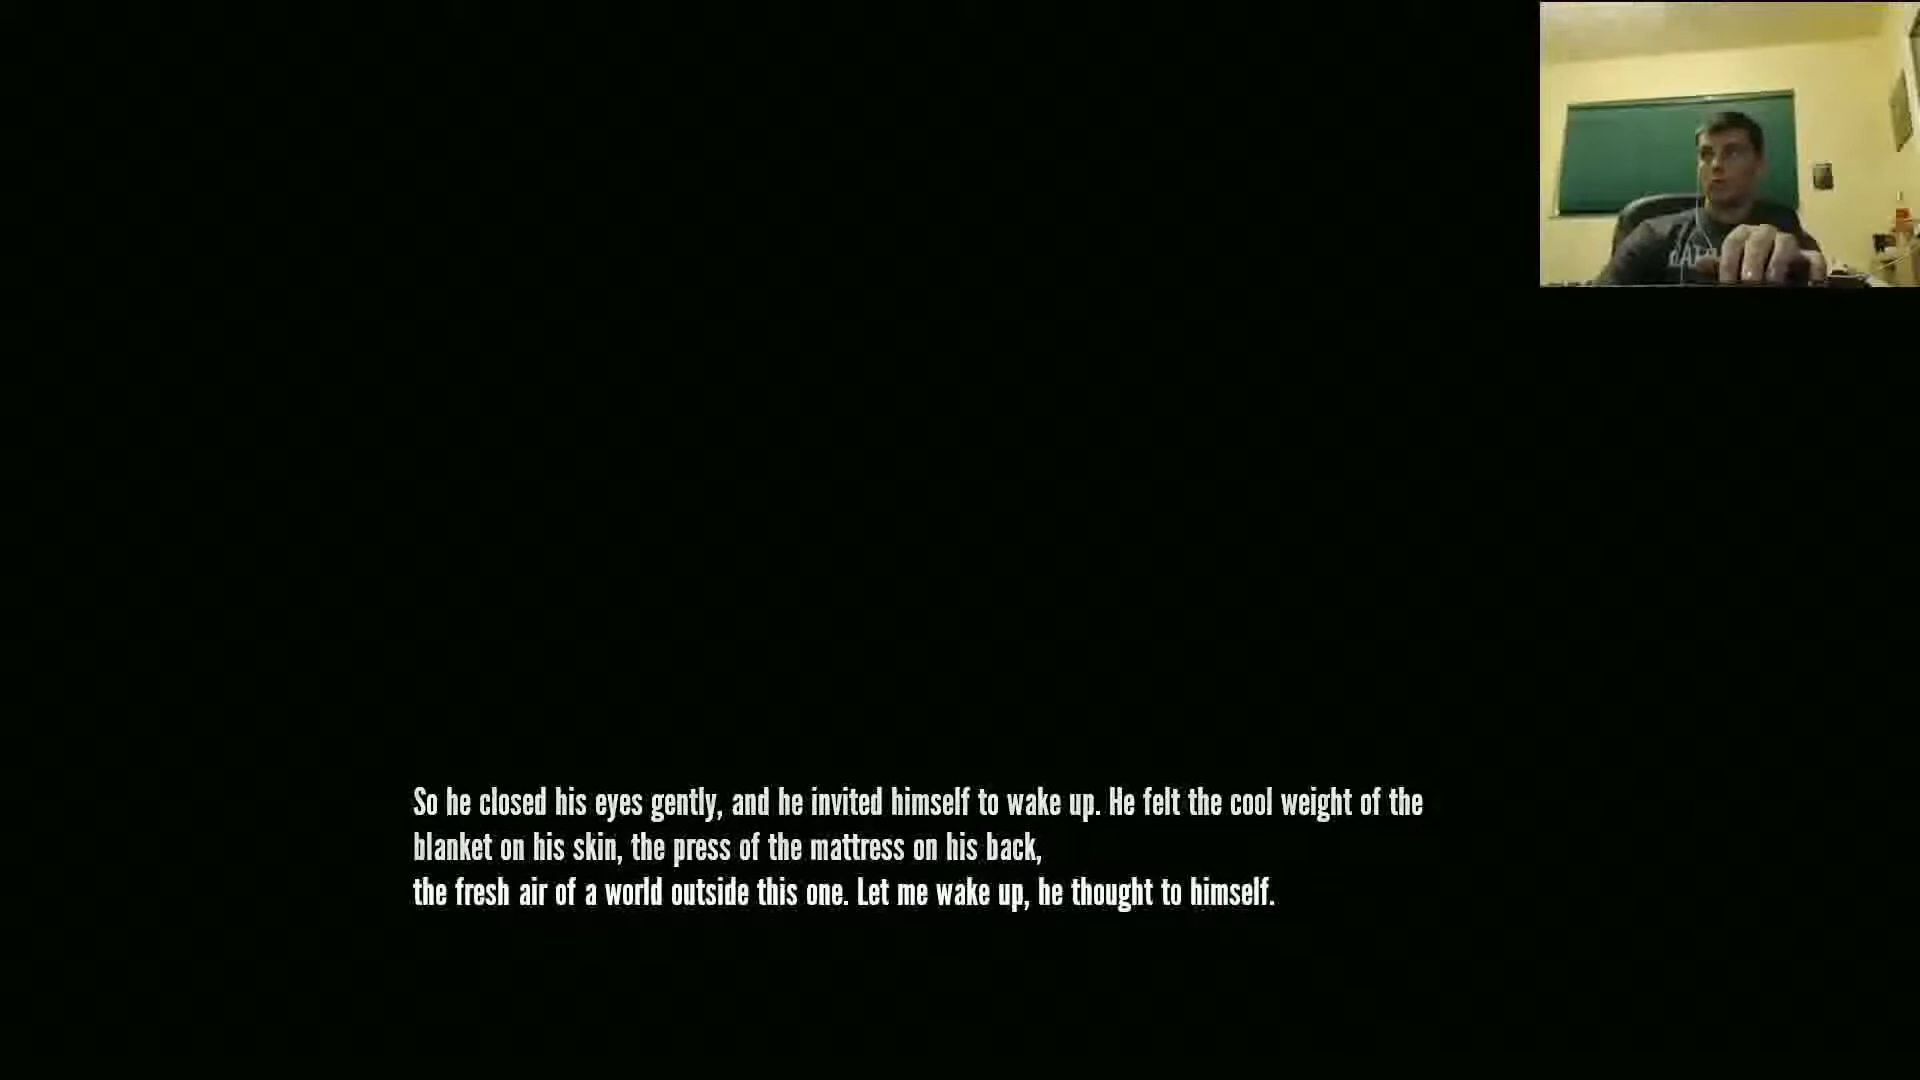 So he closed his eyes gently, and he invited himself to wake up. He felt the cool weight of the
blanket on his skin, the press of the mattress on his back,
the fresh air of a world outside this one. Let me wake up, he thought to himself.